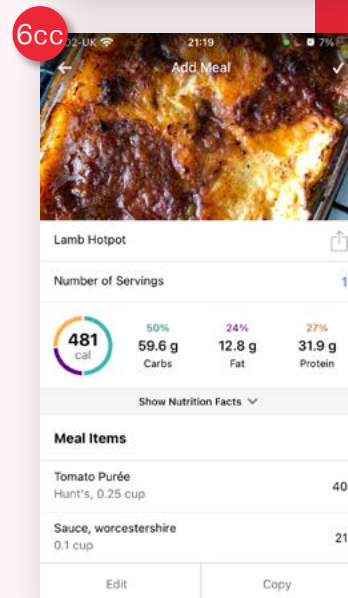 6cc
O2-UK 21:19 7%
Add Meal
Lamb Hotpot
Number of Servings 1
481 cal
50% 24% 27%
59.6 g 12.8 g 31.9 g
Carbs Fat Protein
Show Nutrition Facts
Meal Items
Tomato Purée
Hunt's, 0.25 cup
40
Sauce, worcestershire
0.1 cup
21
Edit Copy